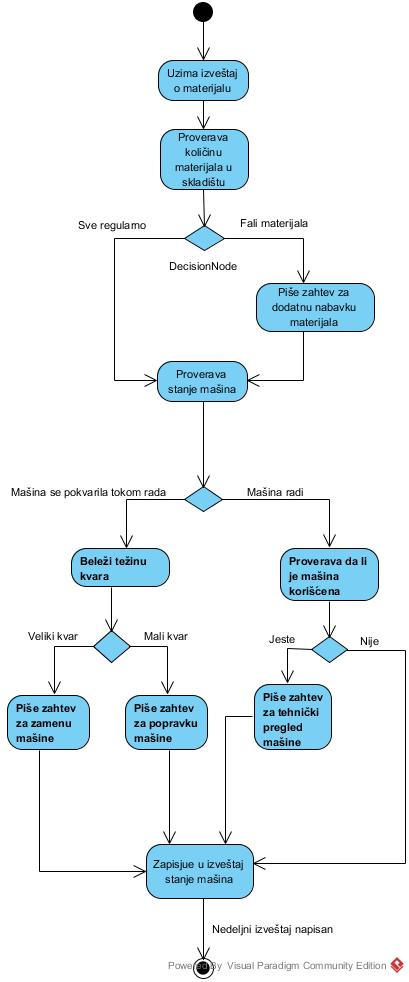 Uzima izveštaj
o materijalu
Proverava
količinu
materijala u
skladištu
Sve regularno
Fali materijala
DecisionNode
Piše zahtev za
dodatnu nabavku
materijala
Proverava
stanje mašina
Mašina se pokvarila tokom rada
Mašina radi
Beleži težinu
kvara
Proverava da li
je mašina
korišćena
Veliki kvar
Mali kvar
Jeste
Nije
Piše zahtev
za zamenu
mašine
Piše zahtev
za popravku
mašine
Piše zahtev
za tehnički
pregled
mašine
Zapisjue u izveštaj
stanje mašina
Nedeljni izveštaj napisan
Powered By Visual Paradigm Community Edition